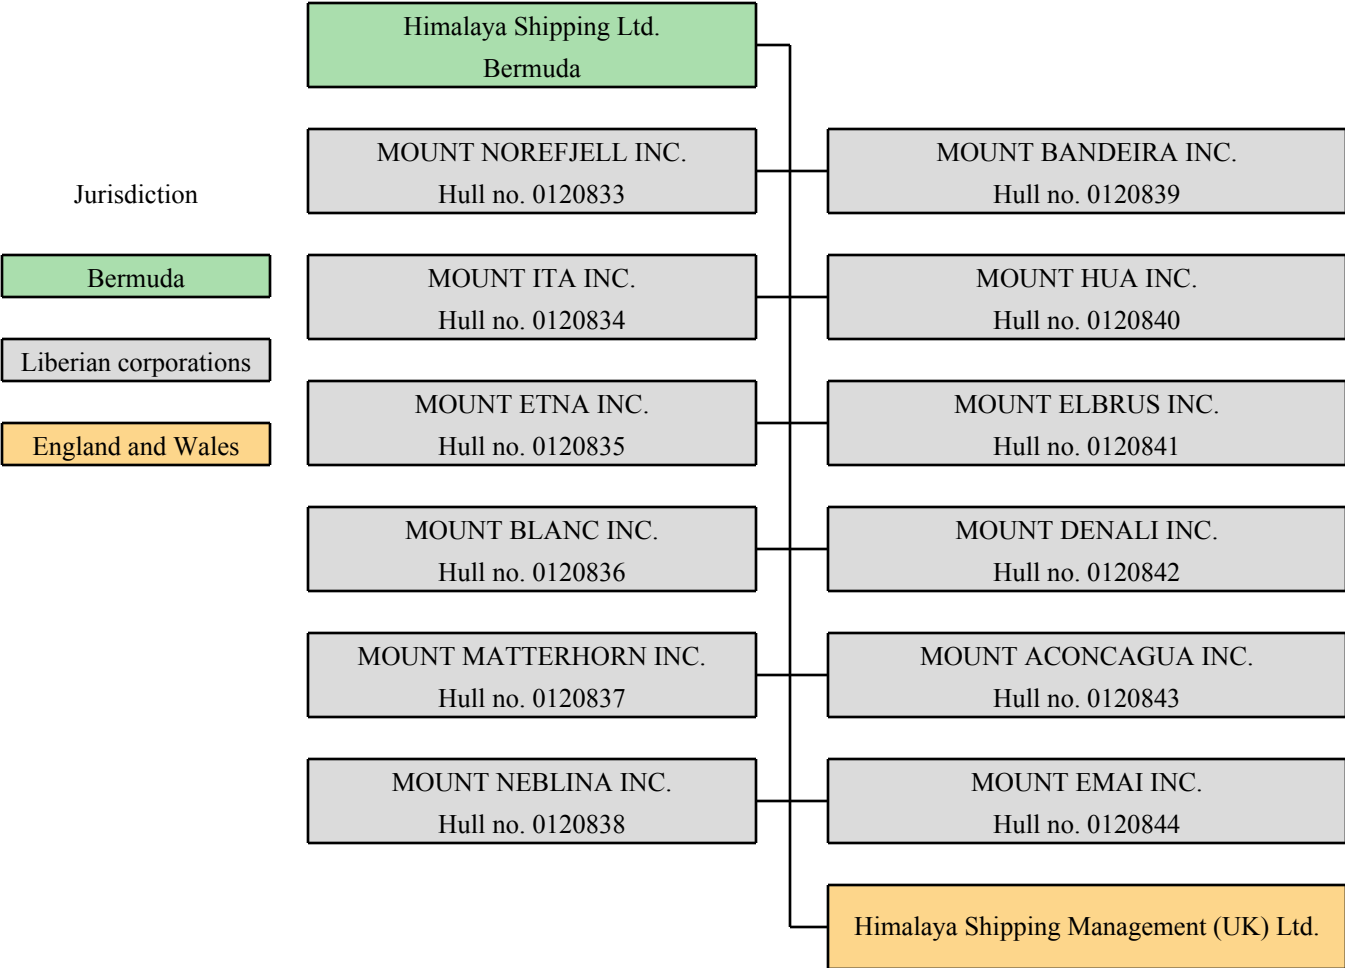 Himalaya Shipping Ltd.
Bermuda
Jurisdiction
Bermuda
Liberian corporations
England and Wales
MOUNT NOREFJELL INC.
Hull no. 0120833
MOUNT BANDEIRA INC.
Hull no. 0120839
MOUNT ITA INC.
Hull no. 0120834
MOUNT HUA INC.
Hull no. 0120840
MOUNT ETNA INC.
Hull no. 0120835
MOUNT ELBRUS INC.
Hull no. 0120841
MOUNT BLANC INC.
Hull no. 0120836
MOUNT DENALI INC.
Hull no. 0120842
MOUNT MATTERHORN INC.
Hull no. 0120837
MOUNT ACONCAGUA INC.
Hull no. 0120843
MOUNT NEBLINA INC.
Hull no. 0120838
MOUNT EMAI INC.
Hull no. 0120844
Himalaya Shipping Management (UK) Ltd.